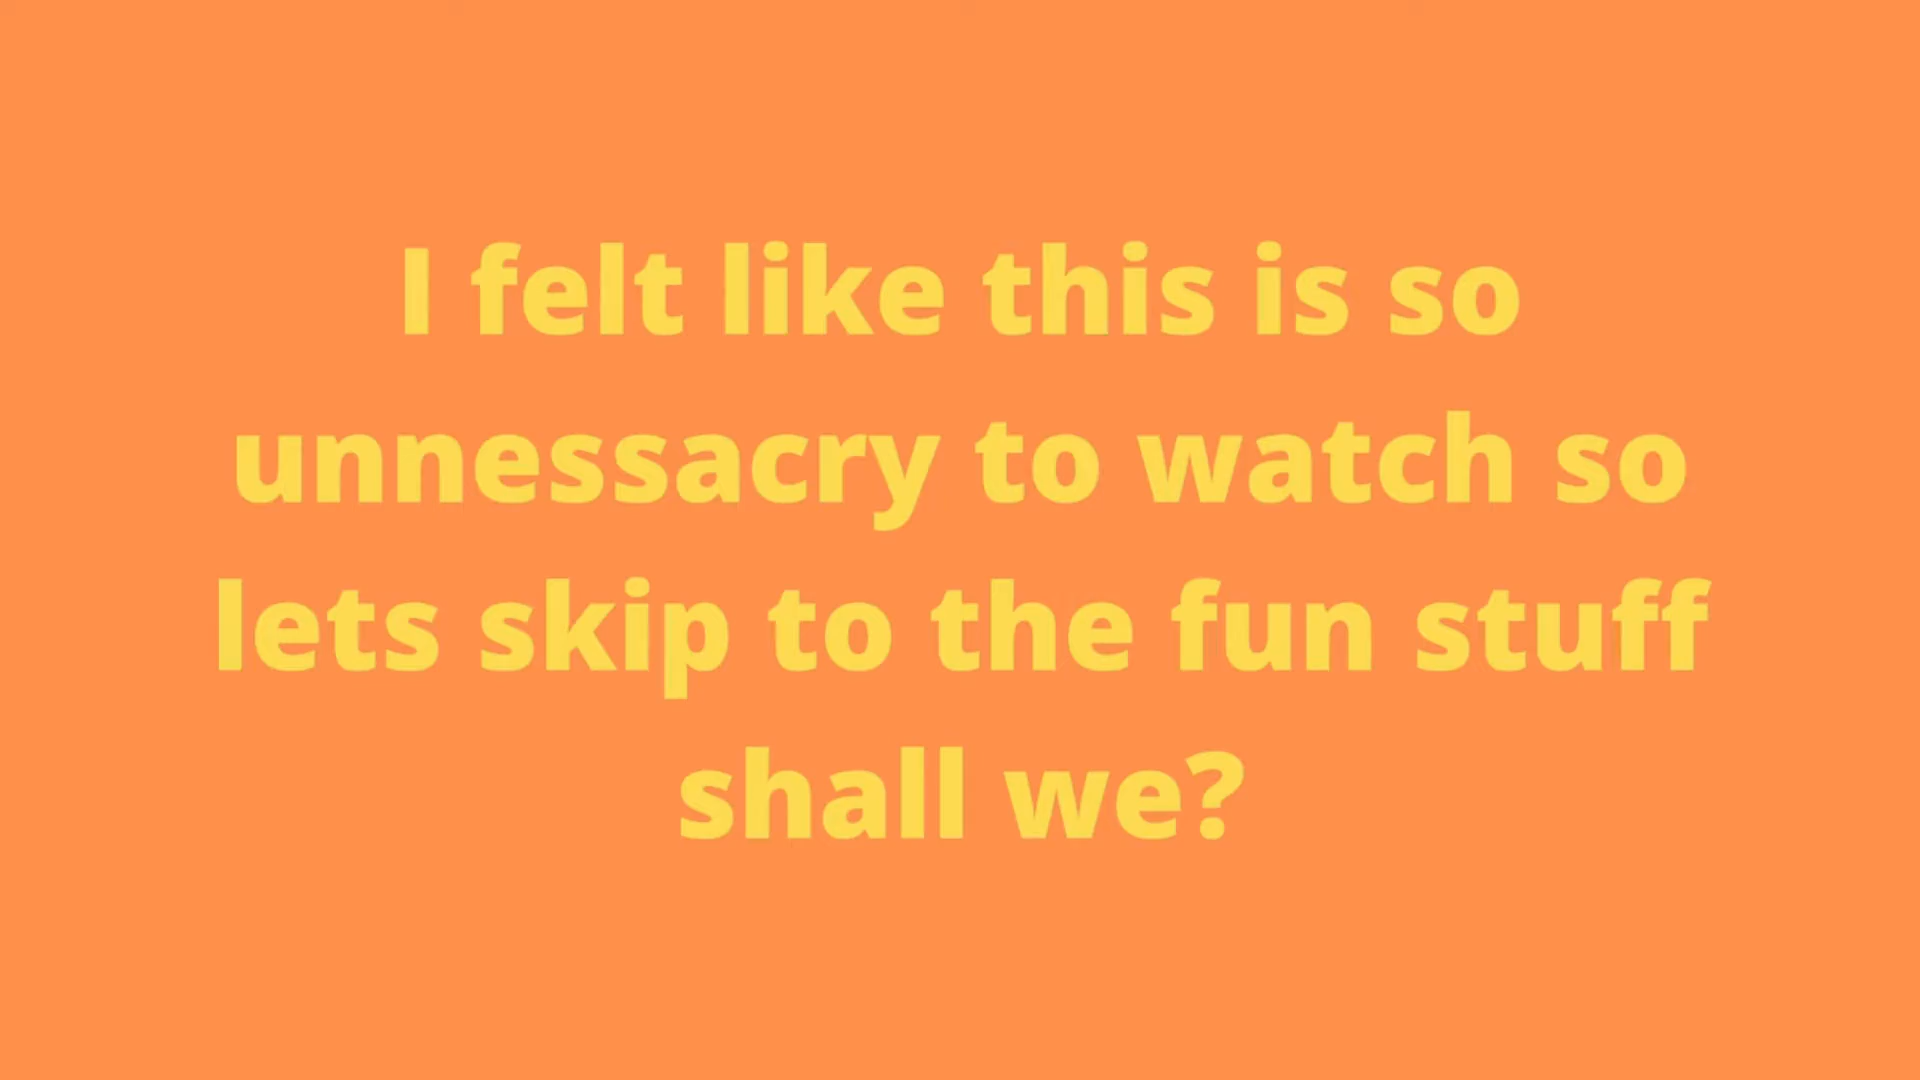 I felt like this is so
unnessacry to watch so
lets skip to the fun stuff
shall we?